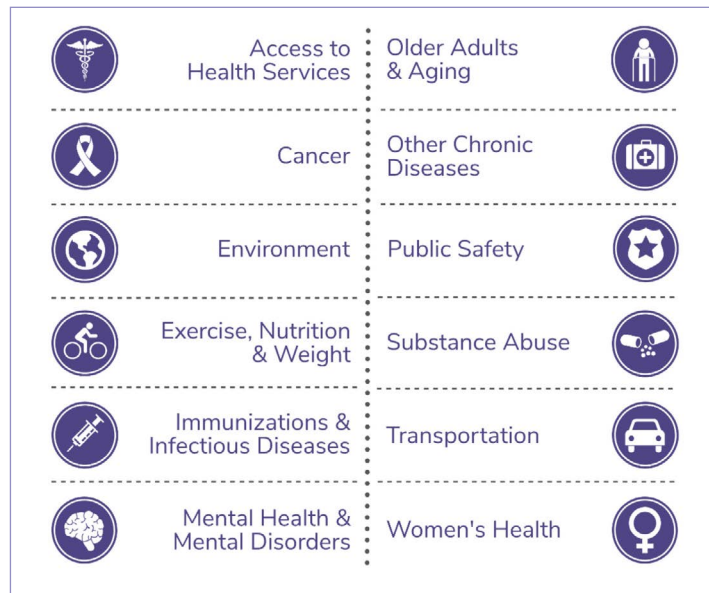 Access to
Health Services
Cancer
Environment
Exercise, Nutrition
& Weight
Immunizations &
Infectious Diseases
Mental Health &
Mental Disorders
Older Adults
& Aging
Other Chronic
Diseases
Public Safety
Substance Abuse
Transportation
Women's Health